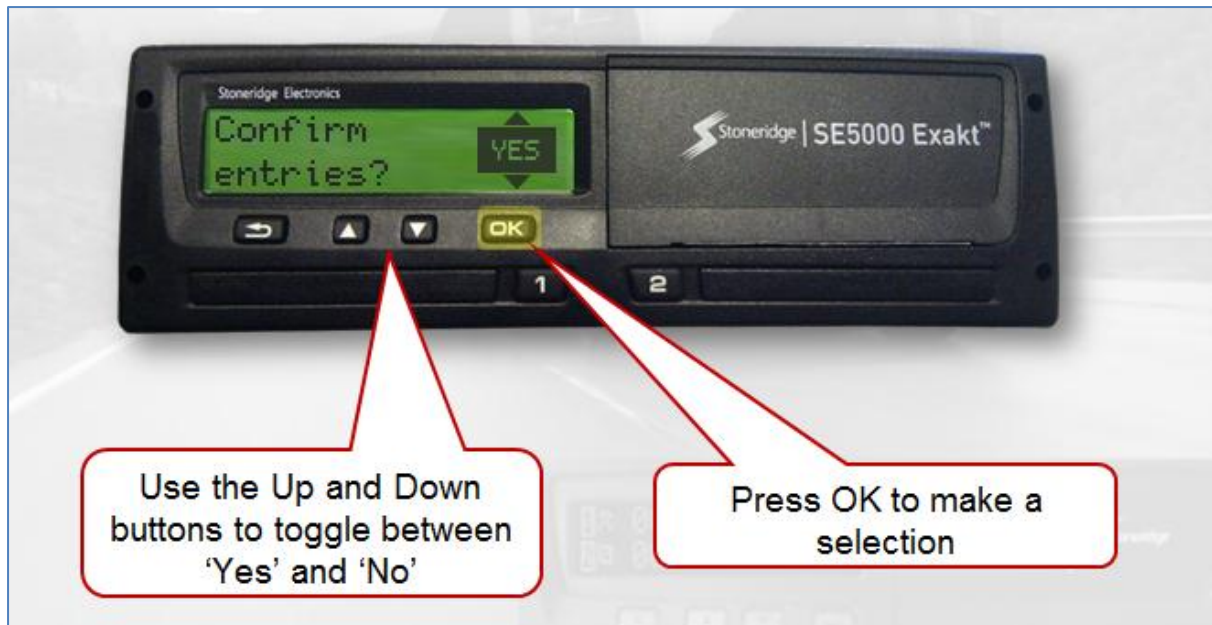 Stoneridge Electronics
Confirm
entries?
YES
Stoneridge | SE5000 Exakt™
OK
1
2
Use the Up and Down
buttons to toggle between
‘Yes’ and ‘No’
Press OK to make a
selection